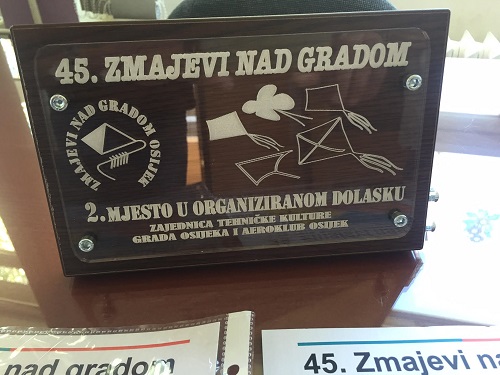 45. ZMAJEVI NAD GRADOM
ZMAJEVI NAD GRADOM OSIJEK
2. MJESTO U ORGANIZIRANOM DOLASKU
ZAJEDNICA TEHNIČKE KULTURE
GRADA OSIJEKA I AEROKLUB OSIJEK
nad gradom
45. Zmajevi na